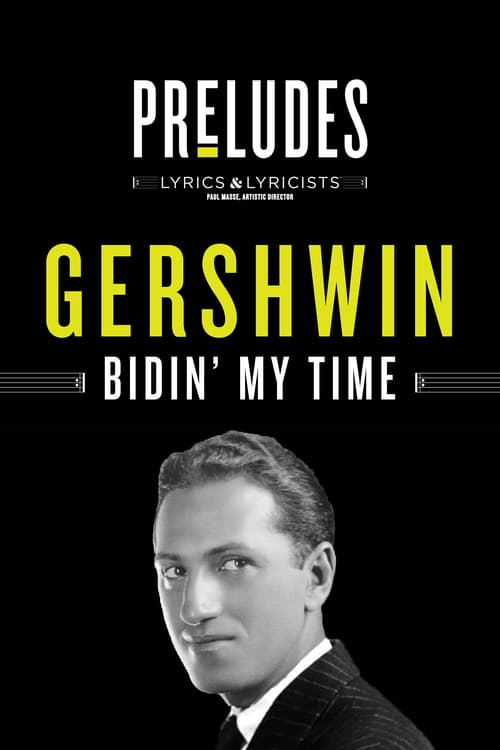 PRELUDES
LYRICS & LYRICISTS
PAUL MASSE, ARTISTIC DIRECTOR
GERSHWIN
BIDIN’ MY TIME